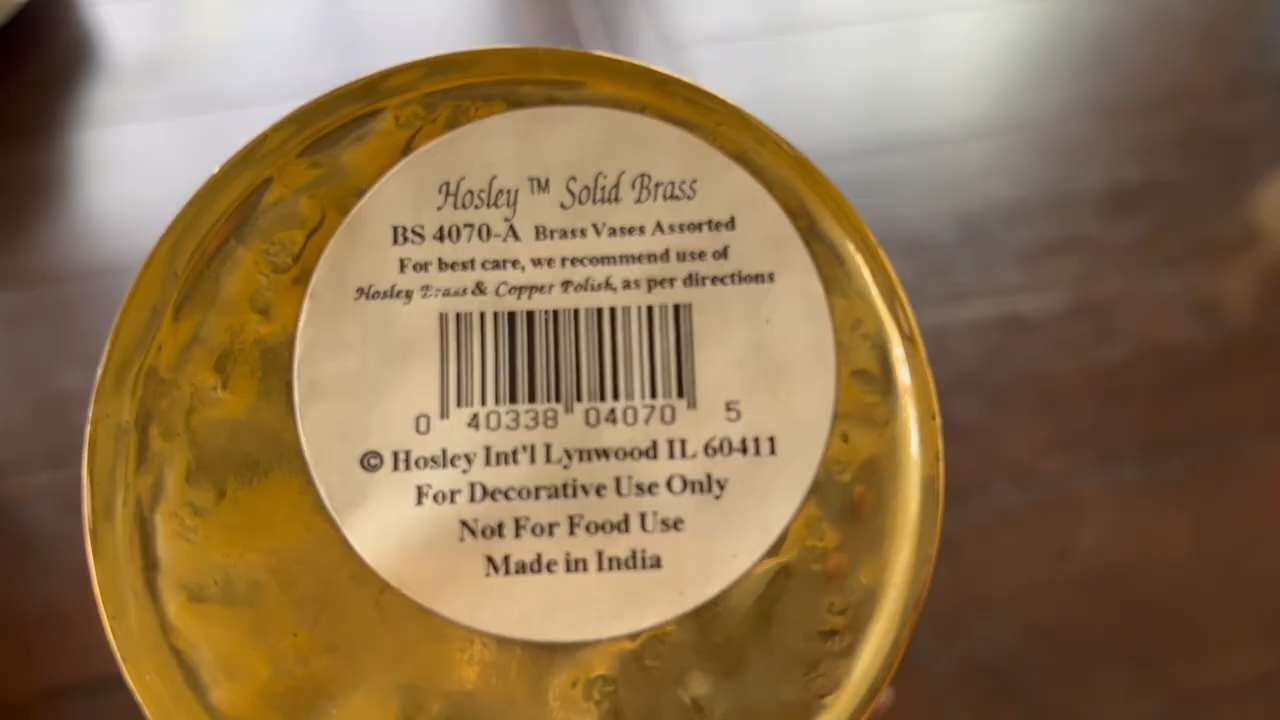 Hosley™ Solid Brass
BS 4070-A Brass Vases Assorted
For best care, we recommend use of
Hosley Brass & Copper Polish, as per directions
0 40338 04070 5
© Hosley Int'l Lynwood IL 60411
For Decorative Use Only
Not For Food Use
Made in India